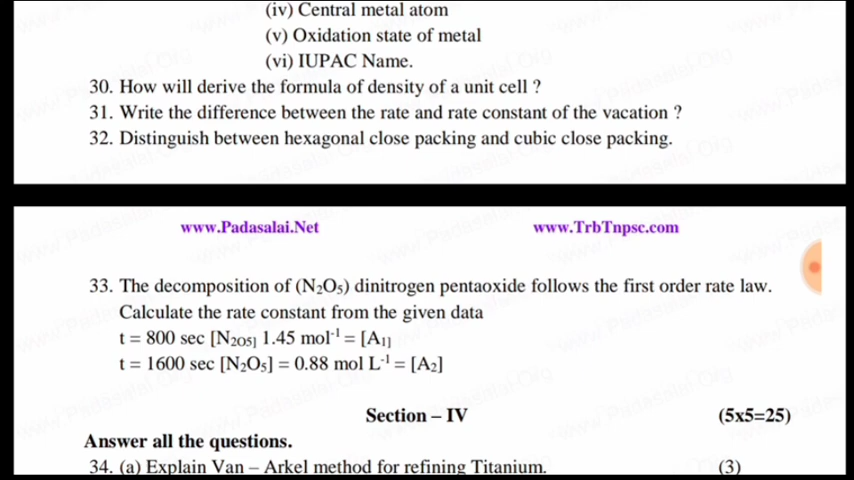 (iv) Central metal atom
(v) Oxidation state of metal
(vi) IUPAC Name.
30. How will derive the formula of density of a unit cell ?
31. Write the difference between the rate and rate constant of the vacation ?
32. Distinguish between hexagonal close packing and cubic close packing.
www.Padasalai.Net www.TrbTnpsc.com
33. The decomposition of (N₂O₅) dinitrogen pentaoxide follows the first order rate law.
Calculate the rate constant from the given data
t = 800 sec [N₂₀₅] 1.45 mol⁻¹ = [A₁]
t = 1600 sec [N₂O₅] = 0.88 mol L⁻¹ = [A₂]
Section – IV (5x5=25)
Answer all the questions.
34. (a) Explain Van – Arkel method for refining Titanium. (3)